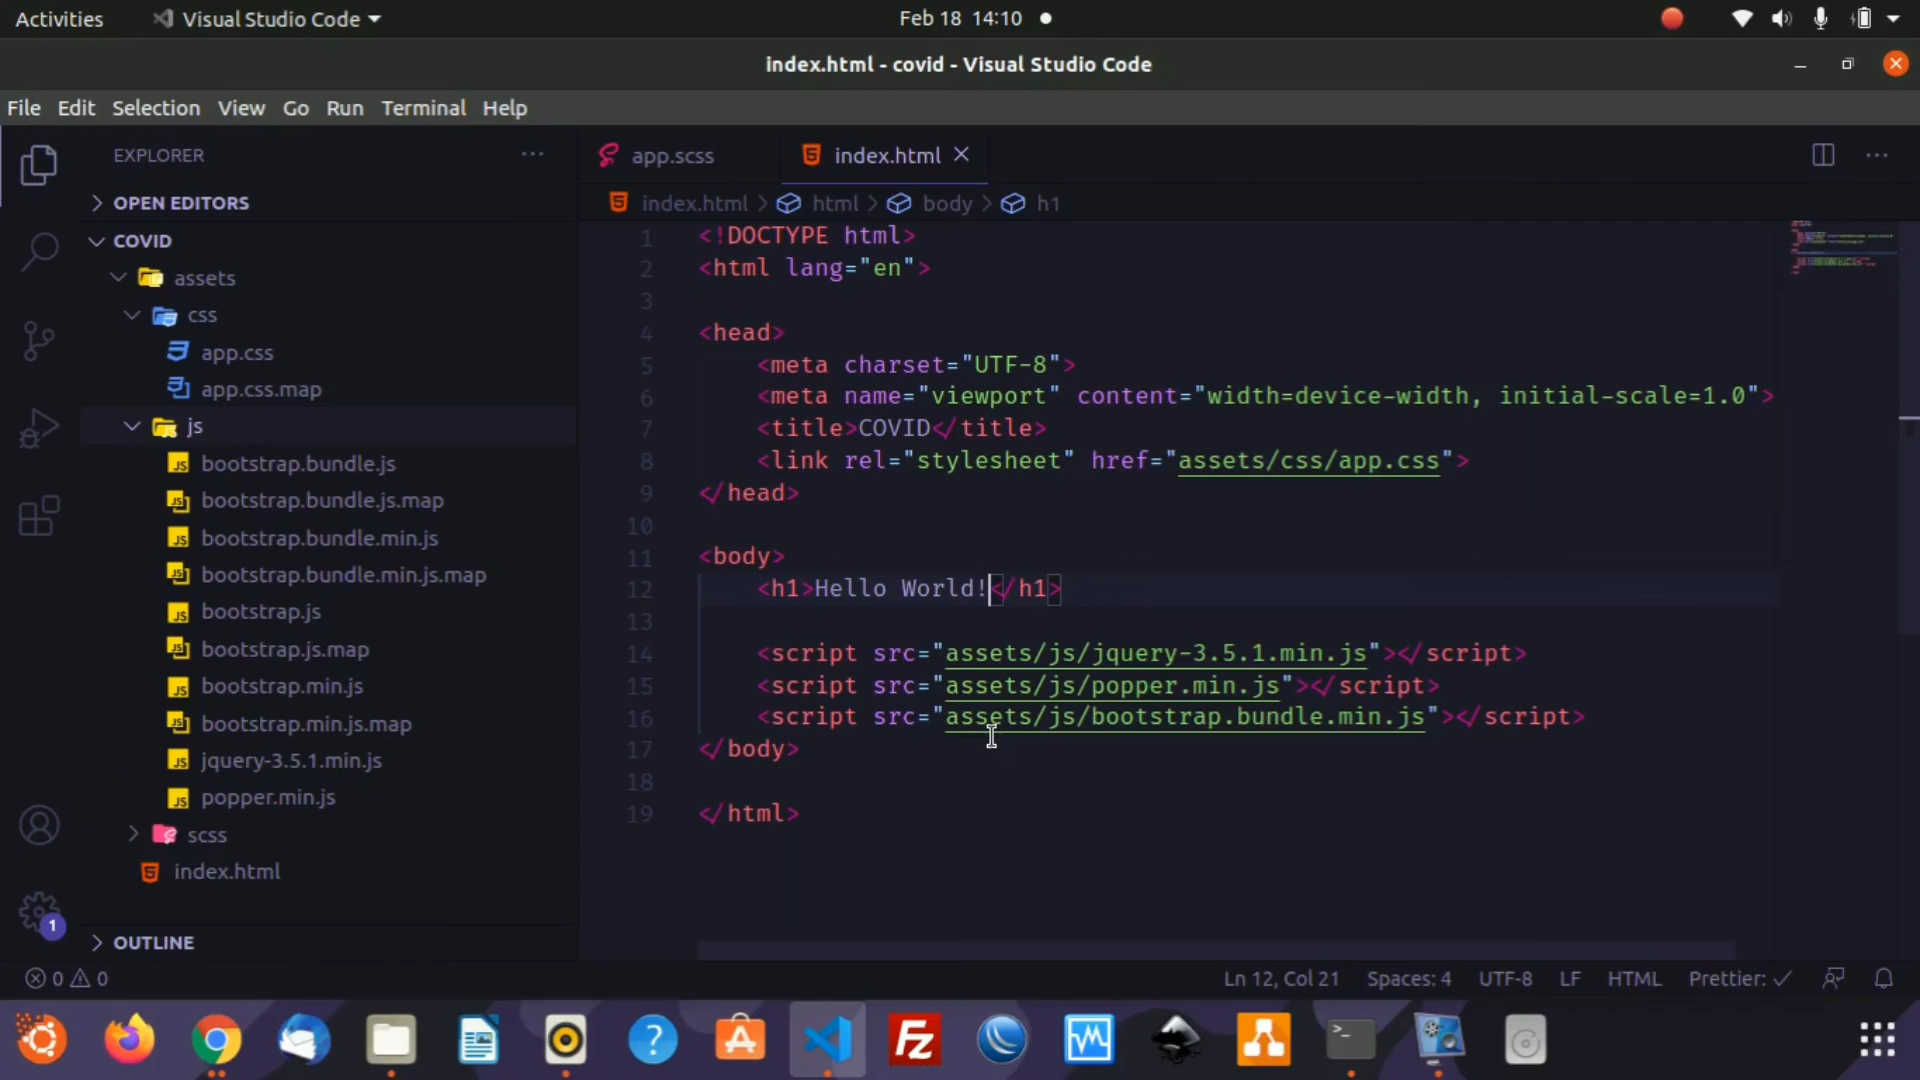 Activities
Visual Studio Code
Feb 18 14:10
index.html - covid - Visual Studio Code
File Edit Selection View Go Run Terminal Help
EXPLORER
OPEN EDITORS
COVID
assets
css
app.css
app.css.map
js
bootstrap.bundle.js
bootstrap.bundle.js.map
bootstrap.bundle.min.js
bootstrap.bundle.min.js.map
bootstrap.js
bootstrap.js.map
bootstrap.min.js
bootstrap.min.js.map
jquery-3.5.1.min.js
popper.min.js
scss
index.html
OUTLINE
1
app.scss
index.html
index.html > html > body > h1
1 <!DOCTYPE html>
2 <html lang="en">
3
4 <head>
5 <meta charset="UTF-8">
6 <meta name="viewport" content="width=device-width, initial-scale=1.0">
7 <title>COVID</title>
8 <link rel="stylesheet" href="assets/css/app.css">
9 </head>
10
11 <body>
12 <h1>Hello World!</h1>
13
14 <script src="assets/js/jquery-3.5.1.min.js"></script>
15 <script src="assets/js/popper.min.js"></script>
16 <script src="assets/js/bootstrap.bundle.min.js"></script>
17 </body>
18
19 </html>
0 0
Ln 12, Col 21 Spaces: 4 UTF-8 LF HTML Prettier: ✓